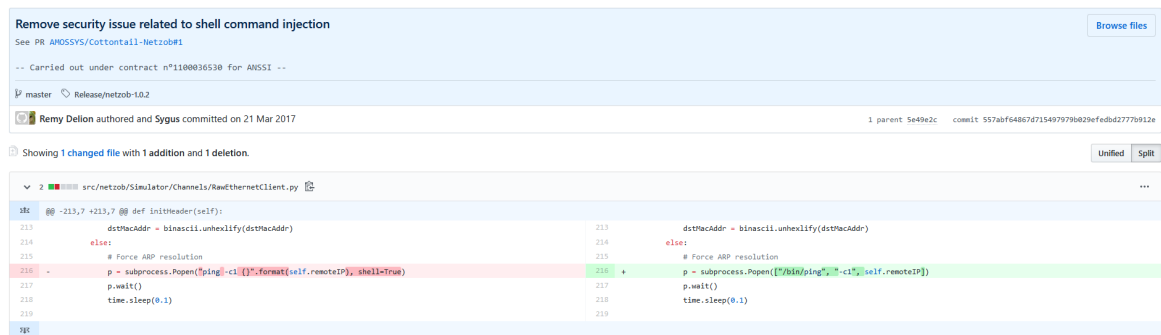 Remove security issue related to shell command injection
Browse files
See PR AMOSSYS/Cottontail-Netzob#1
-- Carried out under contract n°1100036530 for ANSSI --
master Release/netzob-1.0.2
Remy Delion authored and Sygus committed on 21 Mar 2017
1 parent 5e49e2c commit 557abf64867d715497979b029efedbd2777b912e
Showing 1 changed file with 1 addition and 1 deletion.
Unified Split
2 src/netzob/Simulator/Channels/RawEthernetClient.py
@@ -213,7 +213,7 @@ def initHeader(self):
213 dstMacAddr = binascii.unhexlify(dstMacAddr)
214 else:
215 # Force ARP resolution
216 - p = subprocess.Popen("ping -c1 {}".format(self.remoteIP), shell=True)
217 p.wait()
218 time.sleep(0.1)
219
213 dstMacAddr = binascii.unhexlify(dstMacAddr)
214 else:
215 # Force ARP resolution
216 + p = subprocess.Popen(["/bin/ping", "-c1", self.remoteIP])
217 p.wait()
218 time.sleep(0.1)
219